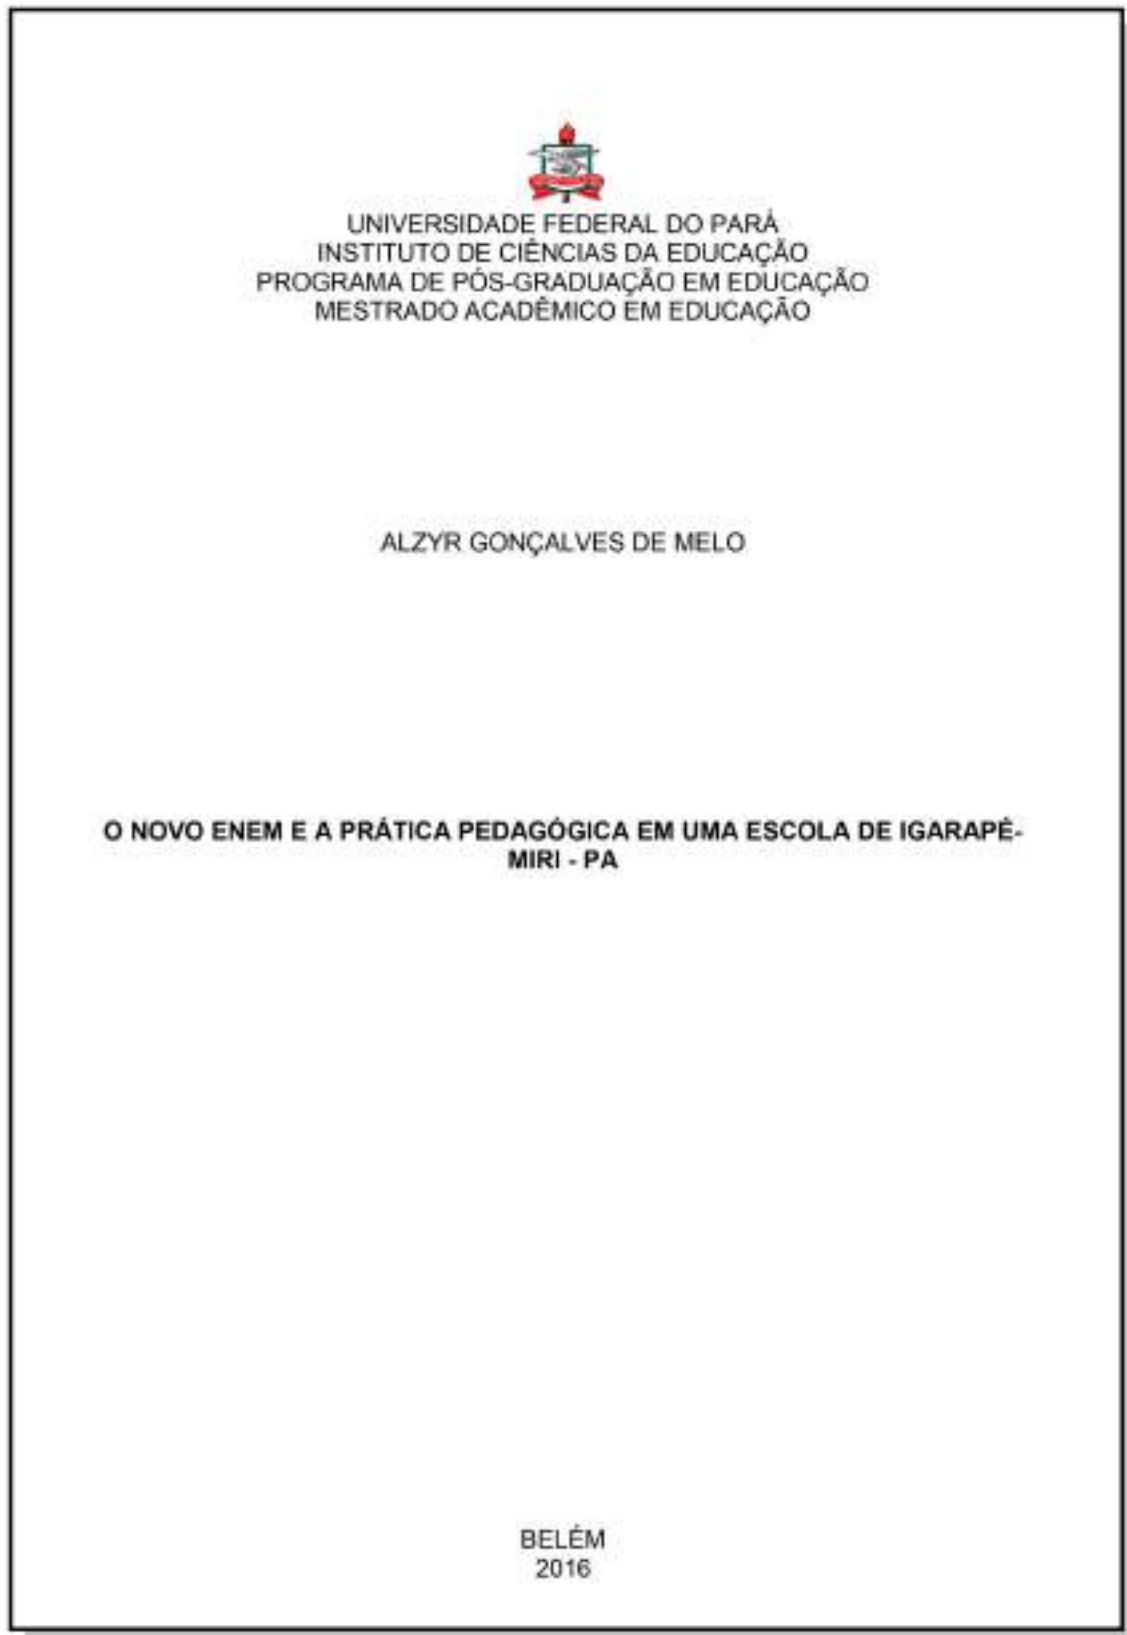 UNIVERSIDADE FEDERAL DO PARÁ
INSTITUTO DE CIÊNCIAS DA EDUCAÇÃO
PROGRAMA DE PÓS-GRADUAÇÃO EM EDUCAÇÃO
MESTRADO ACADÊMICO EM EDUCAÇÃO
ALZYR GONÇALVES DE MELO
O NOVO ENEM E A PRÁTICA PEDAGÓGICA EM UMA ESCOLA DE IGARAPÉ-
MIRI - PA
BELÉM
2016